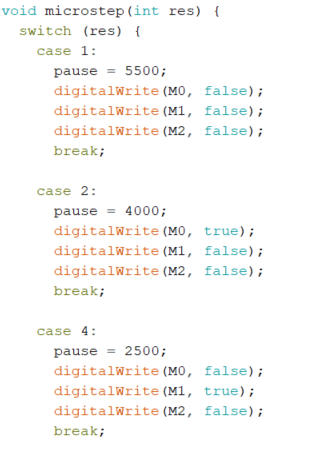 void microstep(int res) {
  switch (res) {
    case 1:
      pause = 5500;
      digitalWrite(M0, false);
      digitalWrite(M1, false);
      digitalWrite(M2, false);
      break;

    case 2:
      pause = 4000;
      digitalWrite(M0, true);
      digitalWrite(M1, false);
      digitalWrite(M2, false);
      break;

    case 4:
      pause = 2500;
      digitalWrite(M0, false);
      digitalWrite(M1, true);
      digitalWrite(M2, false);
      break;